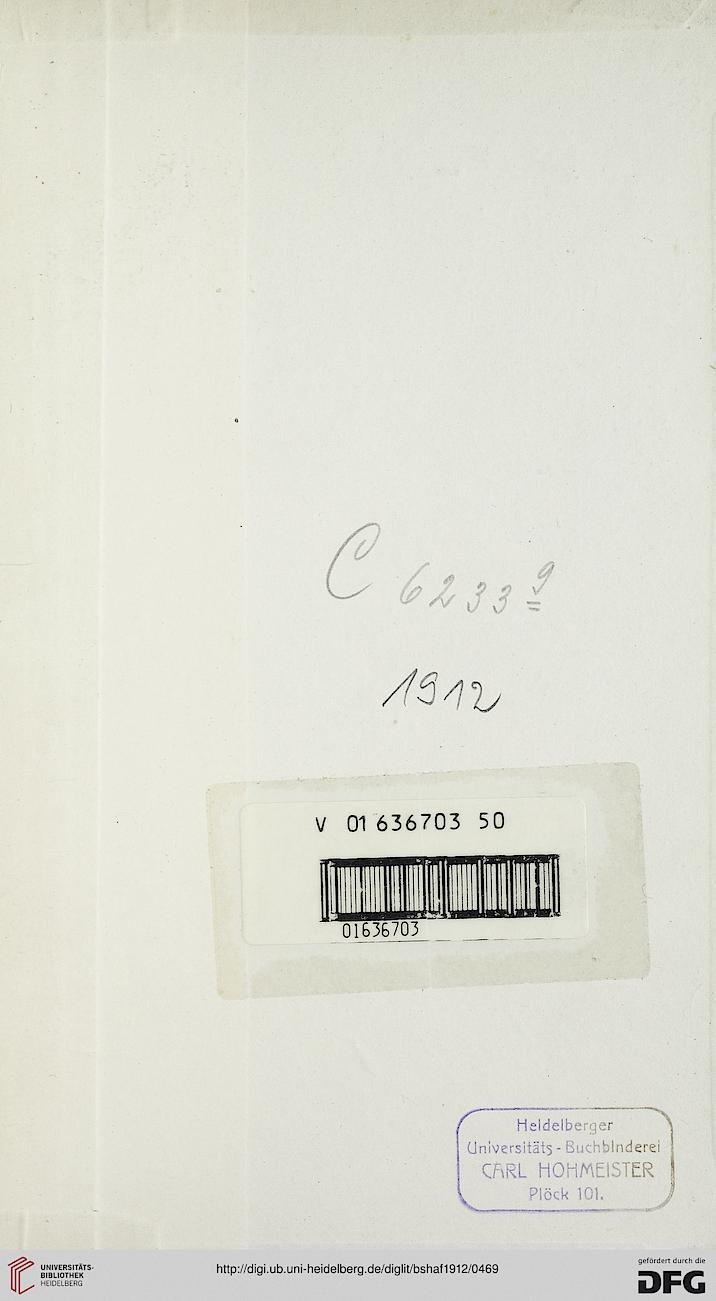 C 6233 g
1912
V 01 636703 50
01636703
Heidelberger
Universitäts-Buchbinderei
CARL HOHMEISTER
Plöck 101.
UNIVERSITÄTS-
BIBLIOTHEK
HEIDELBERG
http://digi.ub.uni-heidelberg.de/diglit/bshaf1912/0469
gefördert durch die
DFG